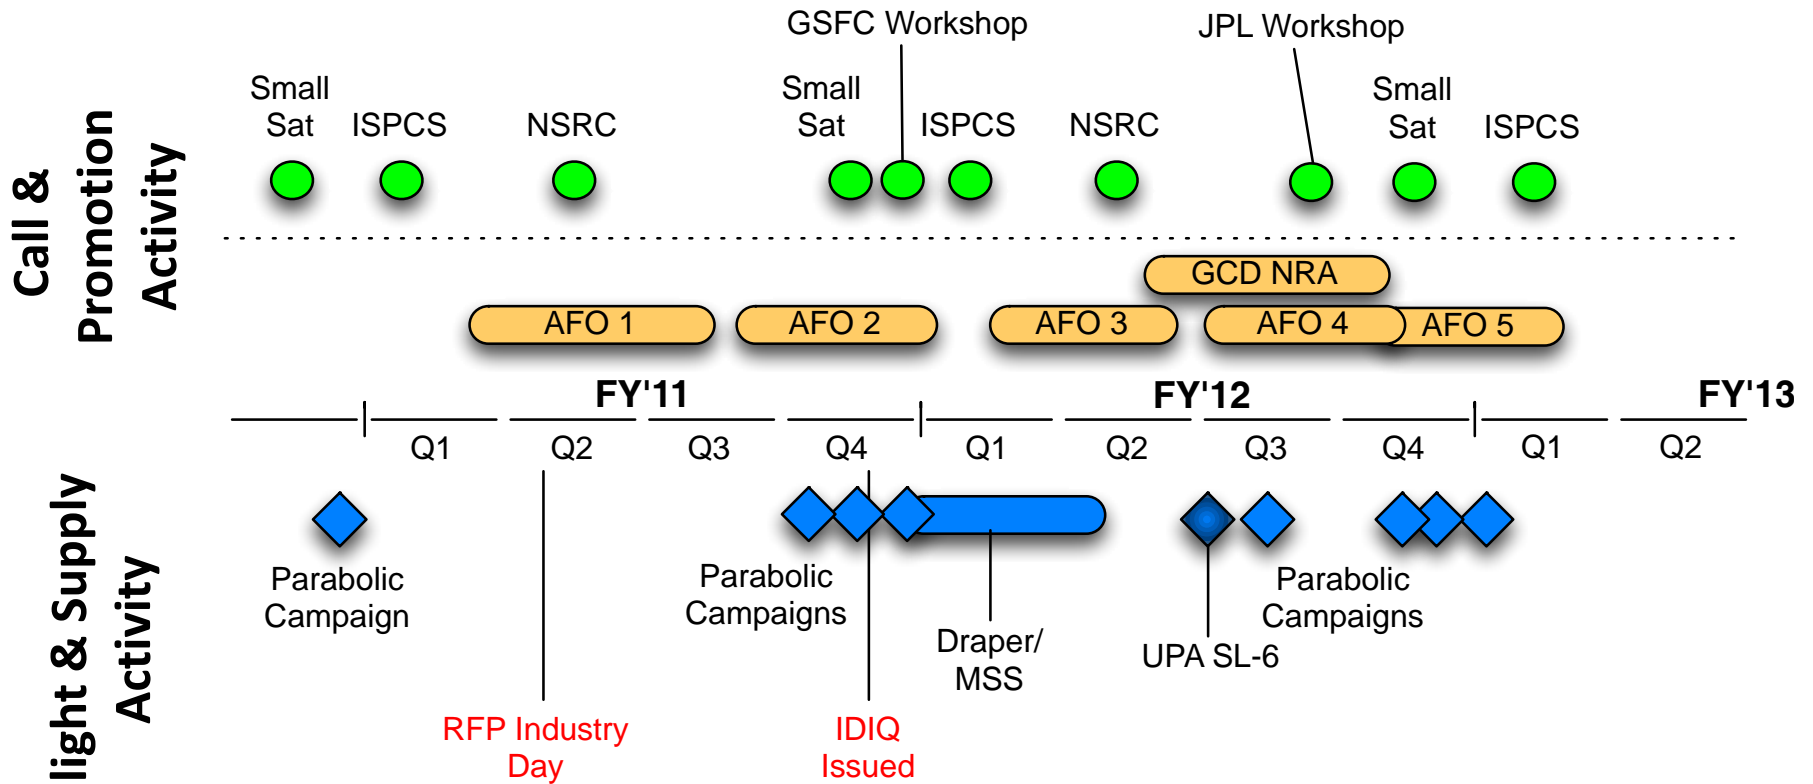 GSFC Workshop
JPL Workshop
Small
Sat
ISPCS
NSRC
Small
Sat
ISPCS
NSRC
Small
Sat
ISPCS
Call &
Promotion
Activity
GCD NRA
AFO 1
AFO 2
AFO 3
AFO 4
AFO 5
FY'11
FY'12
FY'13
Q1
Q2
Q3
Q4
Q1
Q2
Q3
Q4
Q1
Q2
light & Supply
Activity
Parabolic
Campaign
Parabolic
Campaigns
Draper/
MSS
UPA SL-6
Parabolic
Campaigns
RFP Industry
Day
IDIQ
Issued